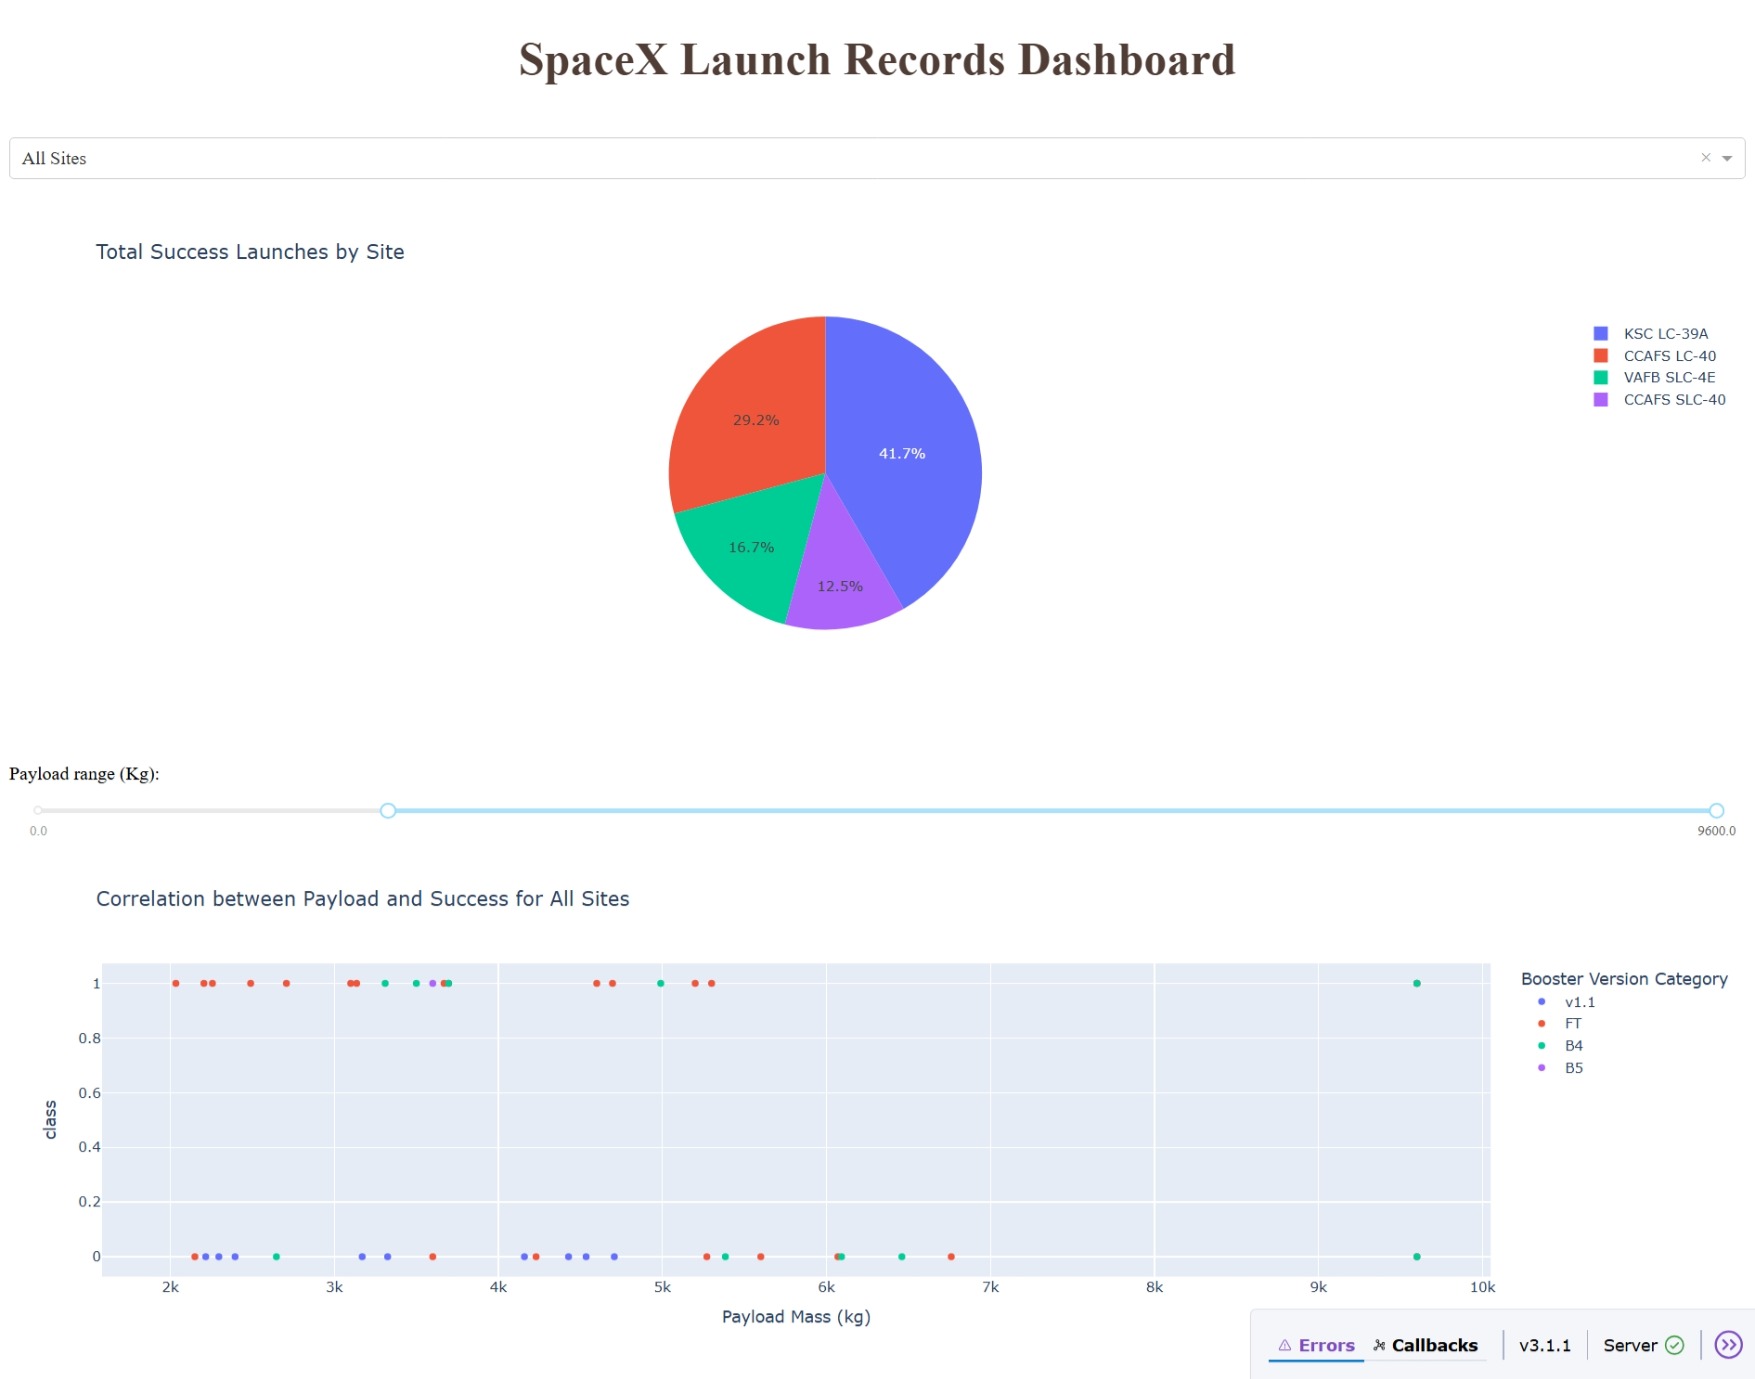 SpaceX Launch Records Dashboard
All Sites
×
Total Success Launches by Site
KSC LC-39A
CCAFS LC-40
VAFB SLC-4E
CCAFS SLC-40
29.2%
41.7%
16.7%
12.5%
Payload range (Kg):
0.0
9600.0
Correlation between Payload and Success for All Sites
Booster Version Category
v1.1
FT
B4
B5
1
0.8
0.6
0.4
0.2
0
class
2k 3k 4k 5k 6k 7k 8k 9k 10k
Payload Mass (kg)
Errors Callbacks v3.1.1 Server